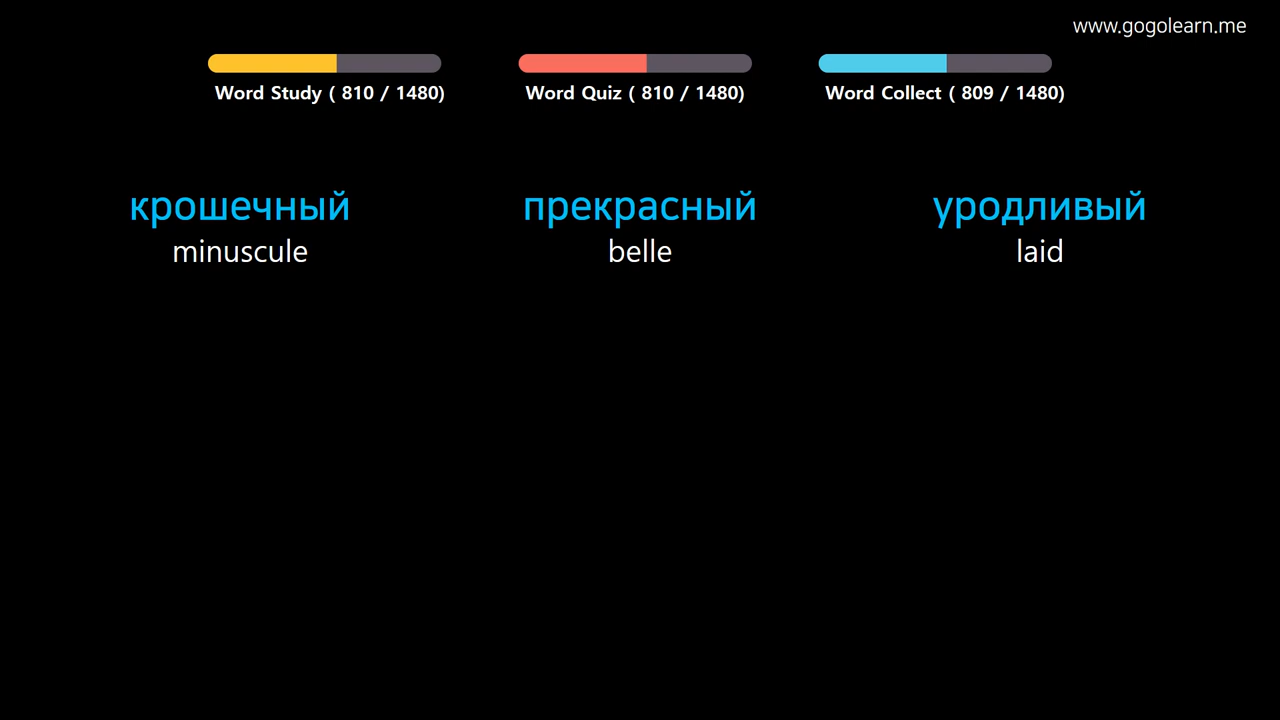 www.gogolearn.me
Word Study ( 810 / 1480)
Word Quiz ( 810 / 1480)
Word Collect ( 809 / 1480)
крошечный
minuscule
прекрасный
belle
уродливый
laid